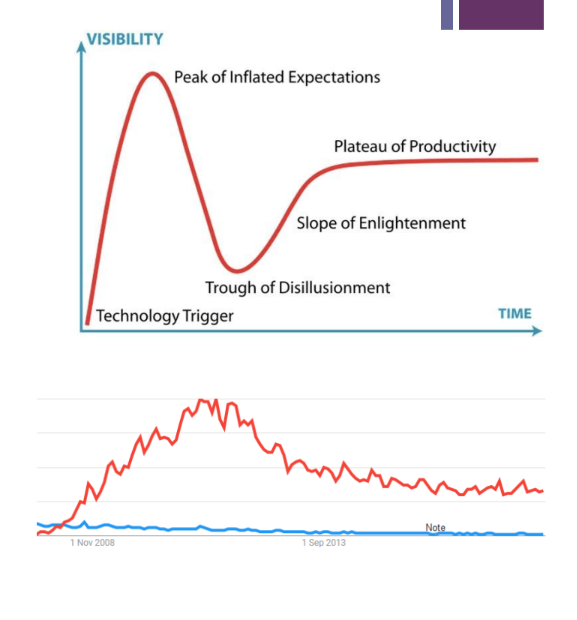 VISIBILITY
Peak of Inflated Expectations
Plateau of Productivity
Slope of Enlightenment
Trough of Disillusionment
Technology Trigger
TIME
Note
1 Nov 2008
1 Sep 2013